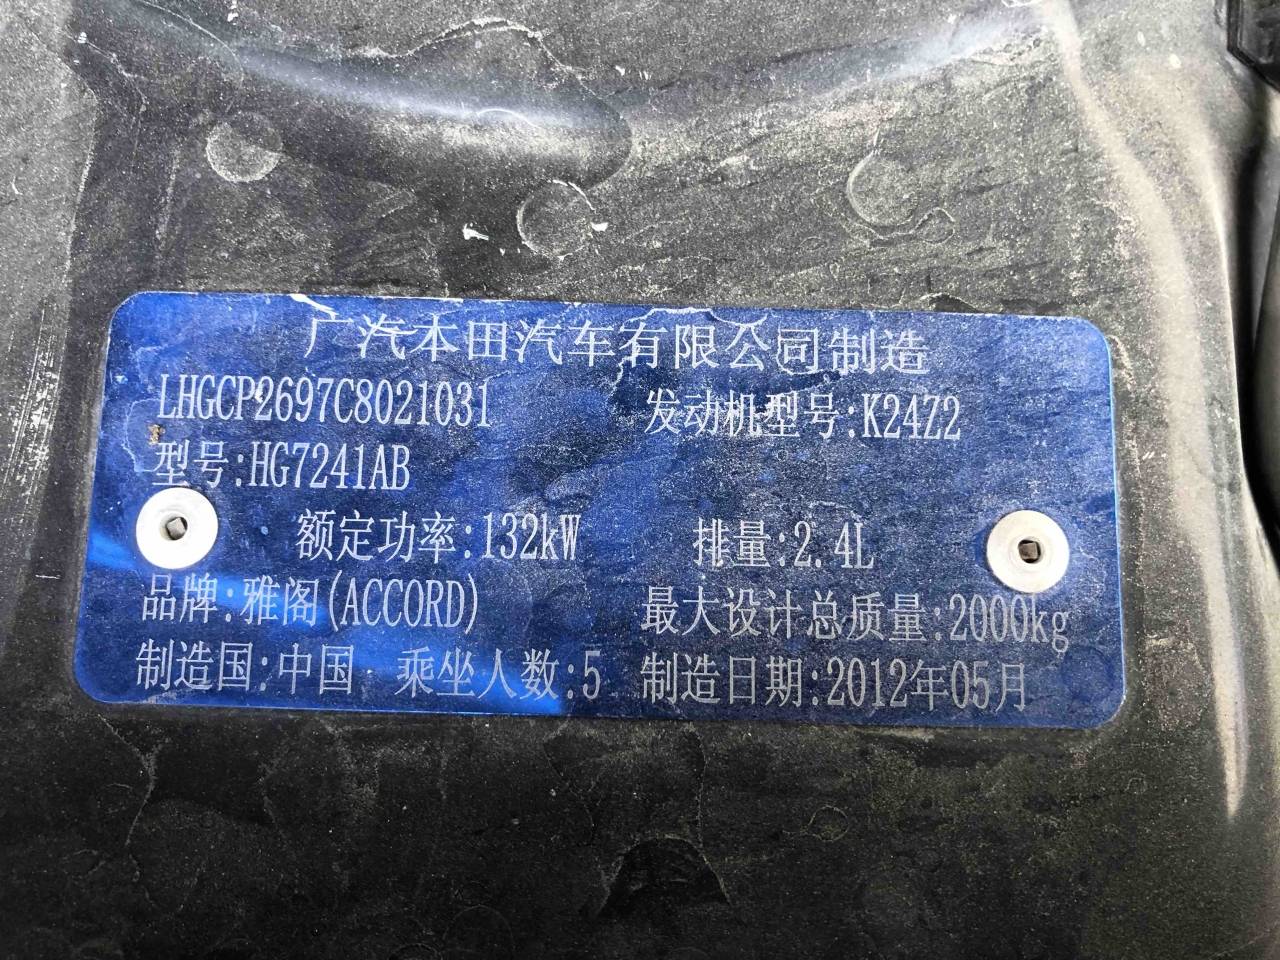 广汽本田汽车有限公司制造
LHGCP2697C8021031 发动机型号:K24Z2
型号:HG7241AB
额定功率:132kW 排量:2.4L
品牌:雅阁(ACCORD) 最大设计总质量:2000kg
制造国:中国 乘坐人数:5 制造日期:2012年05月